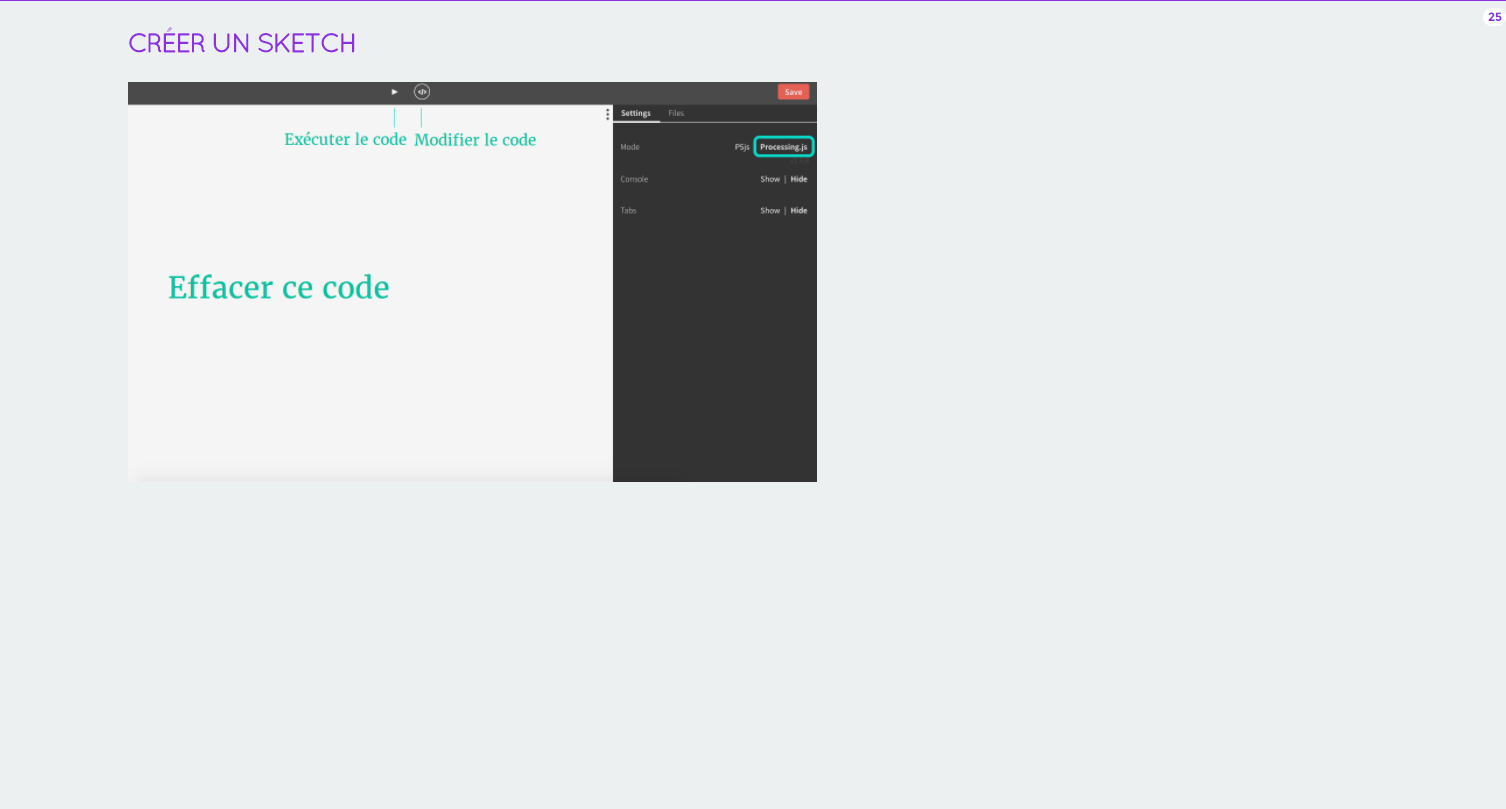 25
CRÉER UN SKETCH
Save
Settings Files
Exécuter le code Modifier le code
Mode P5js Processing.js
Console Show | Hide
Tabs Show | Hide
Effacer ce code